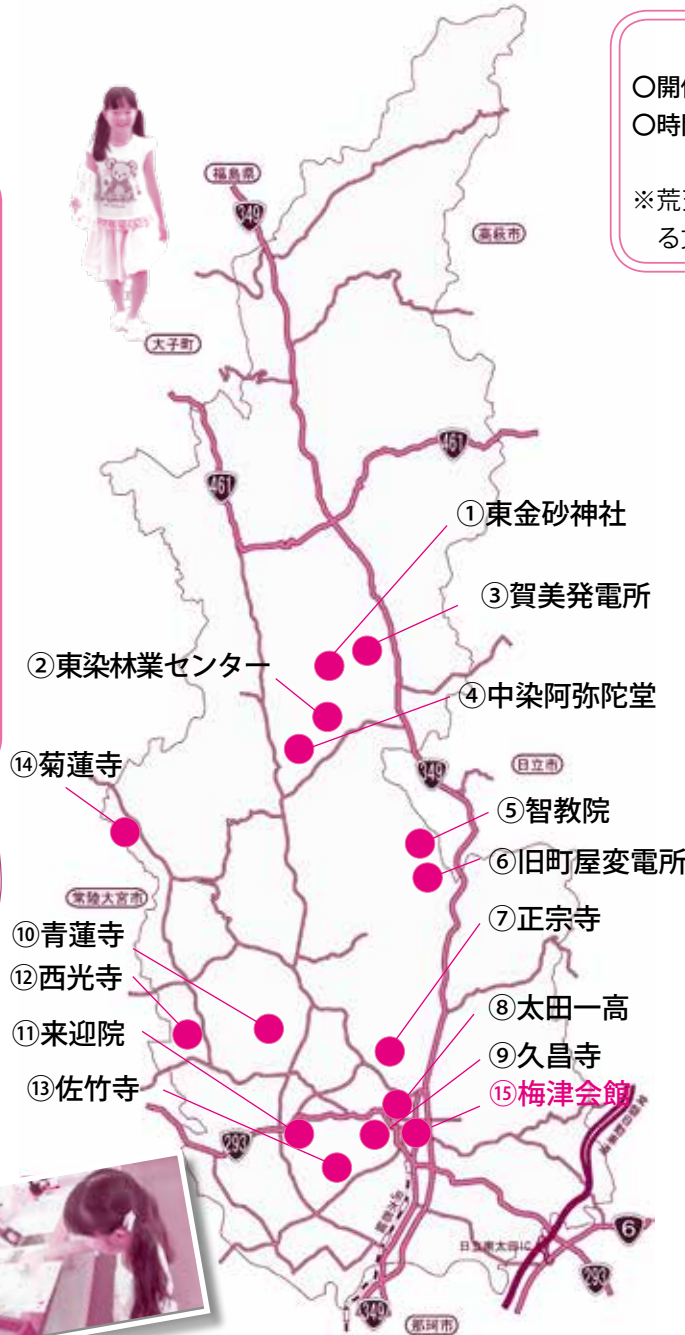 〇開
〇時
※荒
る
福島県
349
高萩市
大子町
461
461
①東金砂神社
③賀美発電所
②東染林業センター
④中染阿弥陀堂
⑭菊蓮寺
349
日立市
⑤智教院
⑥旧町屋変電所
常陸大宮市
⑦正宗寺
⑩青蓮寺
⑫西光寺
⑧太田一高
⑪来迎院
⑨久昌寺
⑬佐竹寺
⑮梅津会館
293
6
日立南太田IC
293
349
那珂市